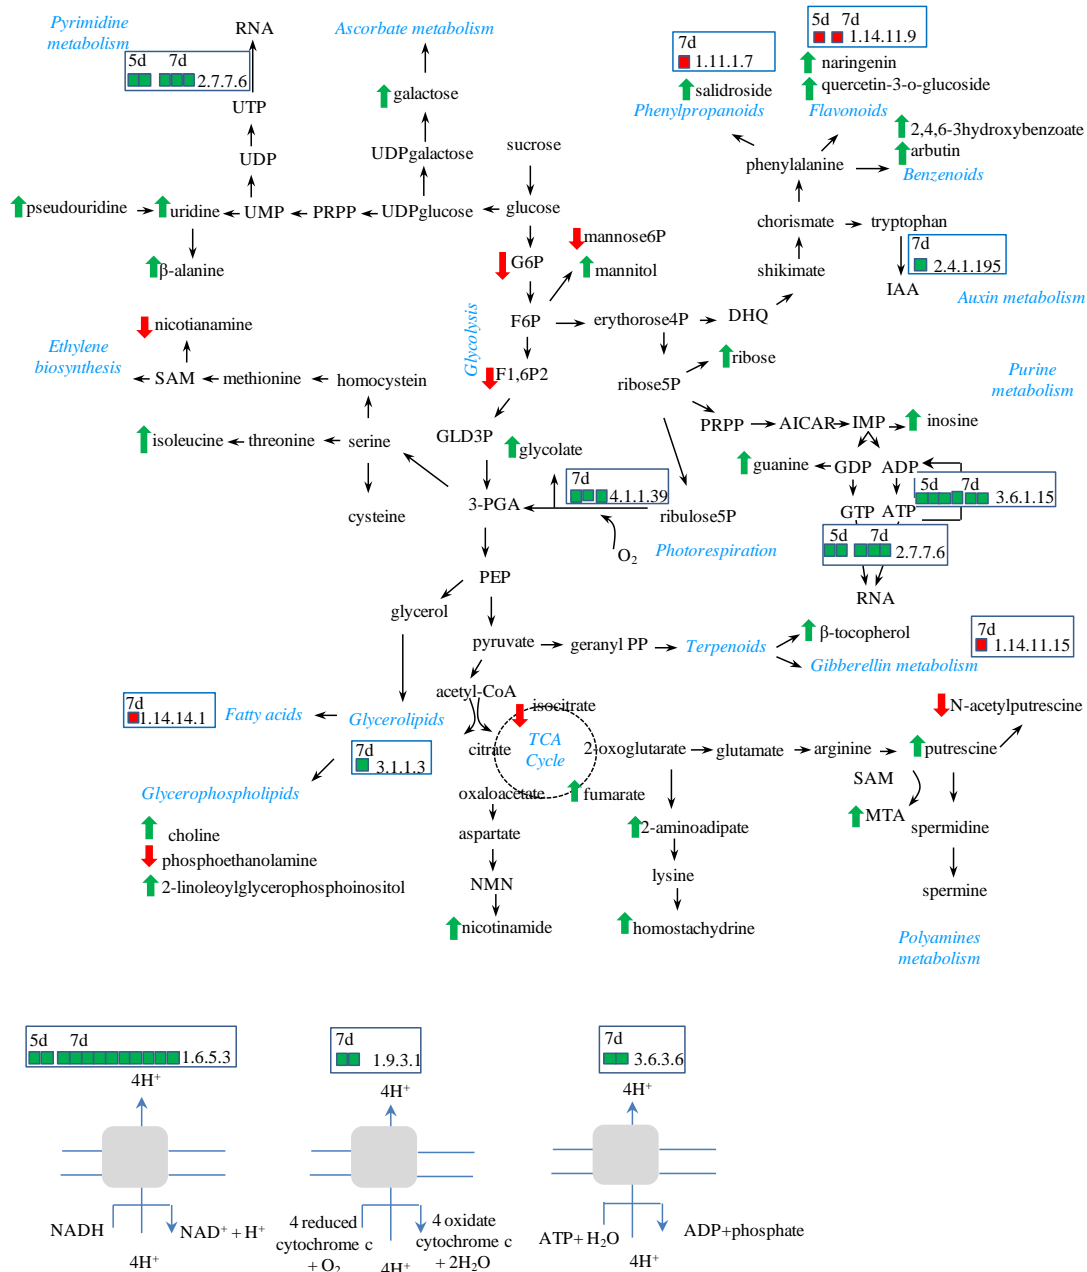 Pyrimidine
metabolism
RNA
5d 7d
2.7.7.6
UTP
UDP
pseudouridine
uridine
UMP
PRPP
UDPglucose
glucose
sucrose
β-alanine
Ascorbate metabolism
galactose
UDPgalactose
7d
1.11.1.7
salidroside
Phenylpropanoids
5d 7d
1.14.11.9
naringenin
quercetin-3-o-glucoside
Flavonoids
2,4,6-3hydroxybenzoate
arbutin
Benzenoids
phenylalanine
chorismate
tryptophan
7d
2.4.1.195
shikimate
IAA
Auxin metabolism
mannose6P
G6P
mannitol
F6P
erythorose4P
DHQ
Glycolysis
F1,6P2
ribose
ribose5P
Purine
metabolism
nicotianamine
Ethylene
biosynthesis
SAM
methionine
homocystein
isoleucine
threonine
serine
cysteine
GLD3P
glycolate
PRPP
AICAR
IMP
inosine
guanine
GDP
ADP
5d 7d
3.6.1.15
GTP
ATP
5d 7d
2.7.7.6
RNA
7d
4.1.1.39
3-PGA
ribulose5P
O2
Photorespiration
PEP
glycerol
pyruvate
geranyl PP
Terpenoids
β-tocopherol
Gibberellin metabolism
7d
1.14.11.15
acetyl-CoA
7d
1.14.14.1
Fatty acids
Glycerolipids
7d
3.1.1.3
Glycerophospholipids
choline
phosphoethanolamine
2-linoleoylglycerophosphoinositol
isocitrate
citrate
TCA
Cycle
2-oxoglutarate
glutamate
arginine
putrescine
N-acetylputrescine
oxaloacetate
fumarate
SAM
MTA
spermidine
spermine
Polyamines
metabolism
aspartate
NMN
nicotinamide
2-aminoadipate
lysine
homostachydrine
5d 7d
1.6.5.3
4H+
NADH
NAD+ + H+
4H+
7d
1.9.3.1
4H+
4 reduced
cytochrome c
+ O2
4 oxidate
cytochrome c
+ 2H2O
4H+
7d
3.6.3.6
4H+
ATP+ H2O
ADP+phosphate
4H+